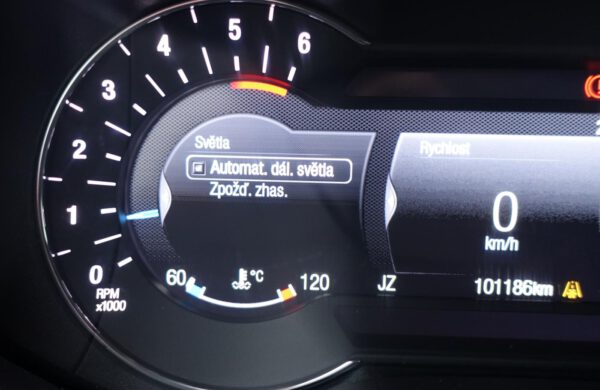 6
5
4
3
2
1
0
RPM
x1000
Světla
Automat. dál. světla
Zpožď. zhas.
60
°C
120
Rychlost
0
km/h
JZ
101186km